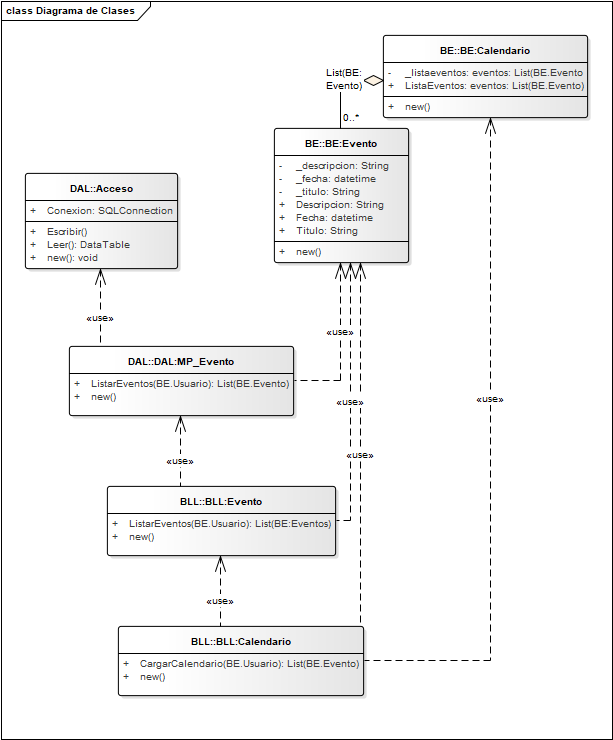 class Diagrama de Clases
BE::BE:Calendario
- _listaeventos: eventos: List(BE.Evento
+ ListaEventos: eventos: List(BE.Evento)
+ new()
List(BE:
Evento)
0..*
BE::BE:Evento
- _descripcion: String
- _fecha: datetime
- _titulo: String
+ Descripcion: String
+ Fecha: datetime
+ Titulo: String
+ new()
DAL::Acceso
+ Conexion: SQLConnection
+ Escribir()
+ Leer(): DataTable
+ new(): void
«use»
«use»
DAL::DAL:MP_Evento
+ ListarEventos(BE.Usuario): List(BE.Evento)
+ new()
«use»
«use»
«use»
«use»
BLL::BLL:Evento
+ ListarEventos(BE.Usuario): List(BE:Eventos)
+ new()
«use»
BLL::BLL:Calendario
+ CargarCalendario(BE.Usuario): List(BE.Evento)
+ new()